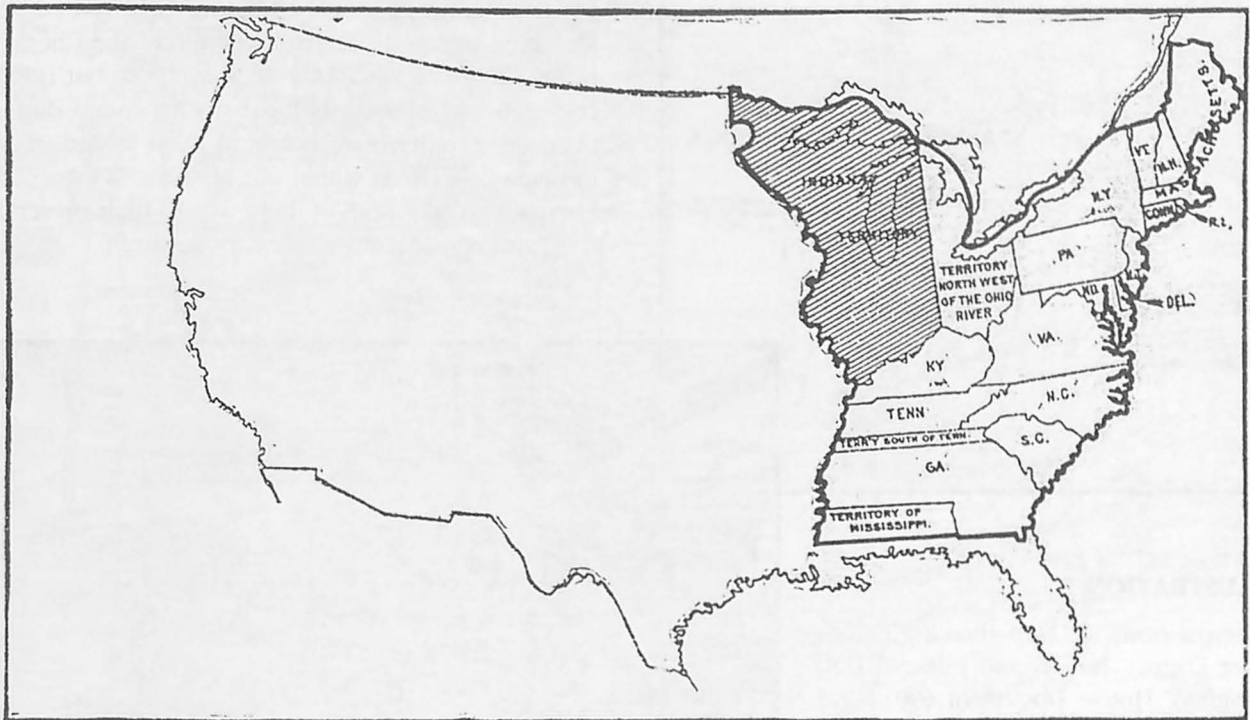 MASSACHUSETTS.
VT.
N.H.
MASS
N.Y.
CONN.
R.I.
INDIANA
TERRITORY
PA
TERRITORY
NORTH WEST
OF THE OHIO
RIVER
MD.
DEL.
VA.
KY
N.C.
TENN
TERR'Y SOUTH OF TENN.
S.C.
GA.
TERRITORY OF
MISSISSIPPI.